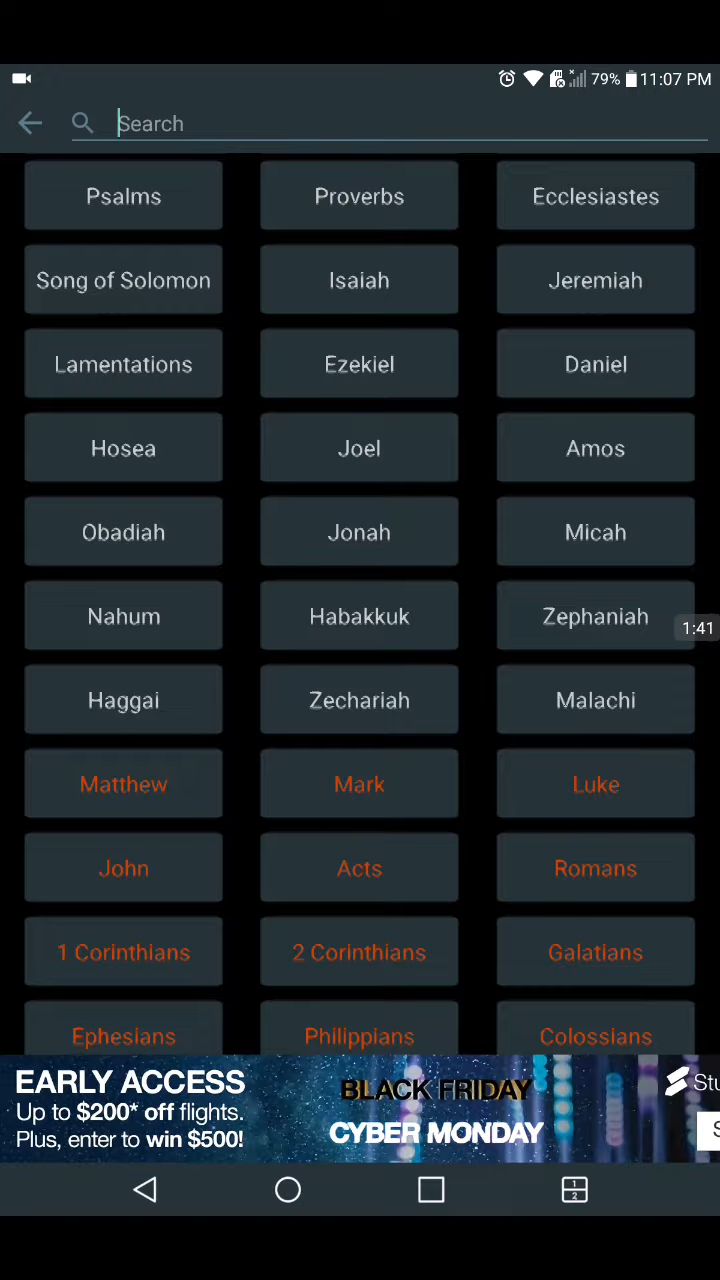 79% 11:07 PM
Search
Psalms Proverbs Ecclesiastes
Song of Solomon Isaiah Jeremiah
Lamentations Ezekiel Daniel
Hosea Joel Amos
Obadiah Jonah Micah
Nahum Habakkuk Zephaniah
1:41
Haggai Zechariah Malachi
Matthew Mark Luke
John Acts Romans
1 Corinthians 2 Corinthians Galatians
Ephesians Philippians Colossians
EARLY ACCESS
Up to $200* off flights.
Plus, enter to win $500!
BLACK FRIDAY
CYBER MONDAY
Stu
S
1
2